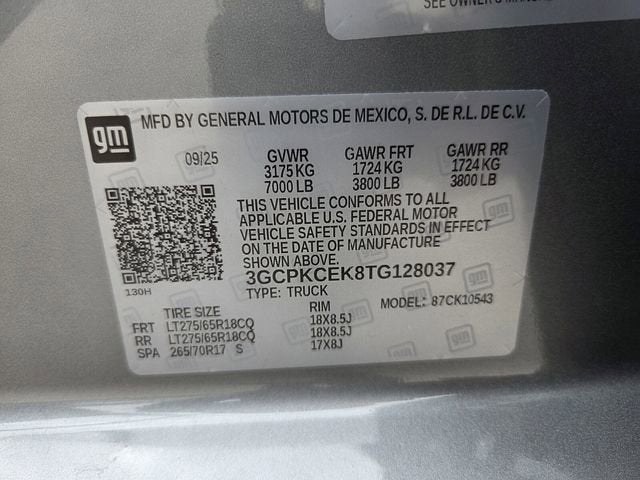 SEE OWNER'S MANUAL
gm
MFD BY GENERAL MOTORS DE MEXICO, S. DE R.L. DE C.V.
09/25 GVWR GAWR FRT GAWR RR
3175 KG 1724 KG 1724 KG
7000 LB 3800 LB 3800 LB
THIS VEHICLE CONFORMS TO ALL
APPLICABLE U.S. FEDERAL MOTOR
VEHICLE SAFETY STANDARDS IN EFFECT
ON THE DATE OF MANUFACTURE
SHOWN ABOVE.
3GCPKCEK8TG128037
130H
TYPE: TRUCK MODEL: 87CK10543
TIRE SIZE RIM
FRT LT275/65R18CQ 18X8.5J
RR LT275/65R18CQ 18X8.5J
SPA 265/70R17 S 17X8J